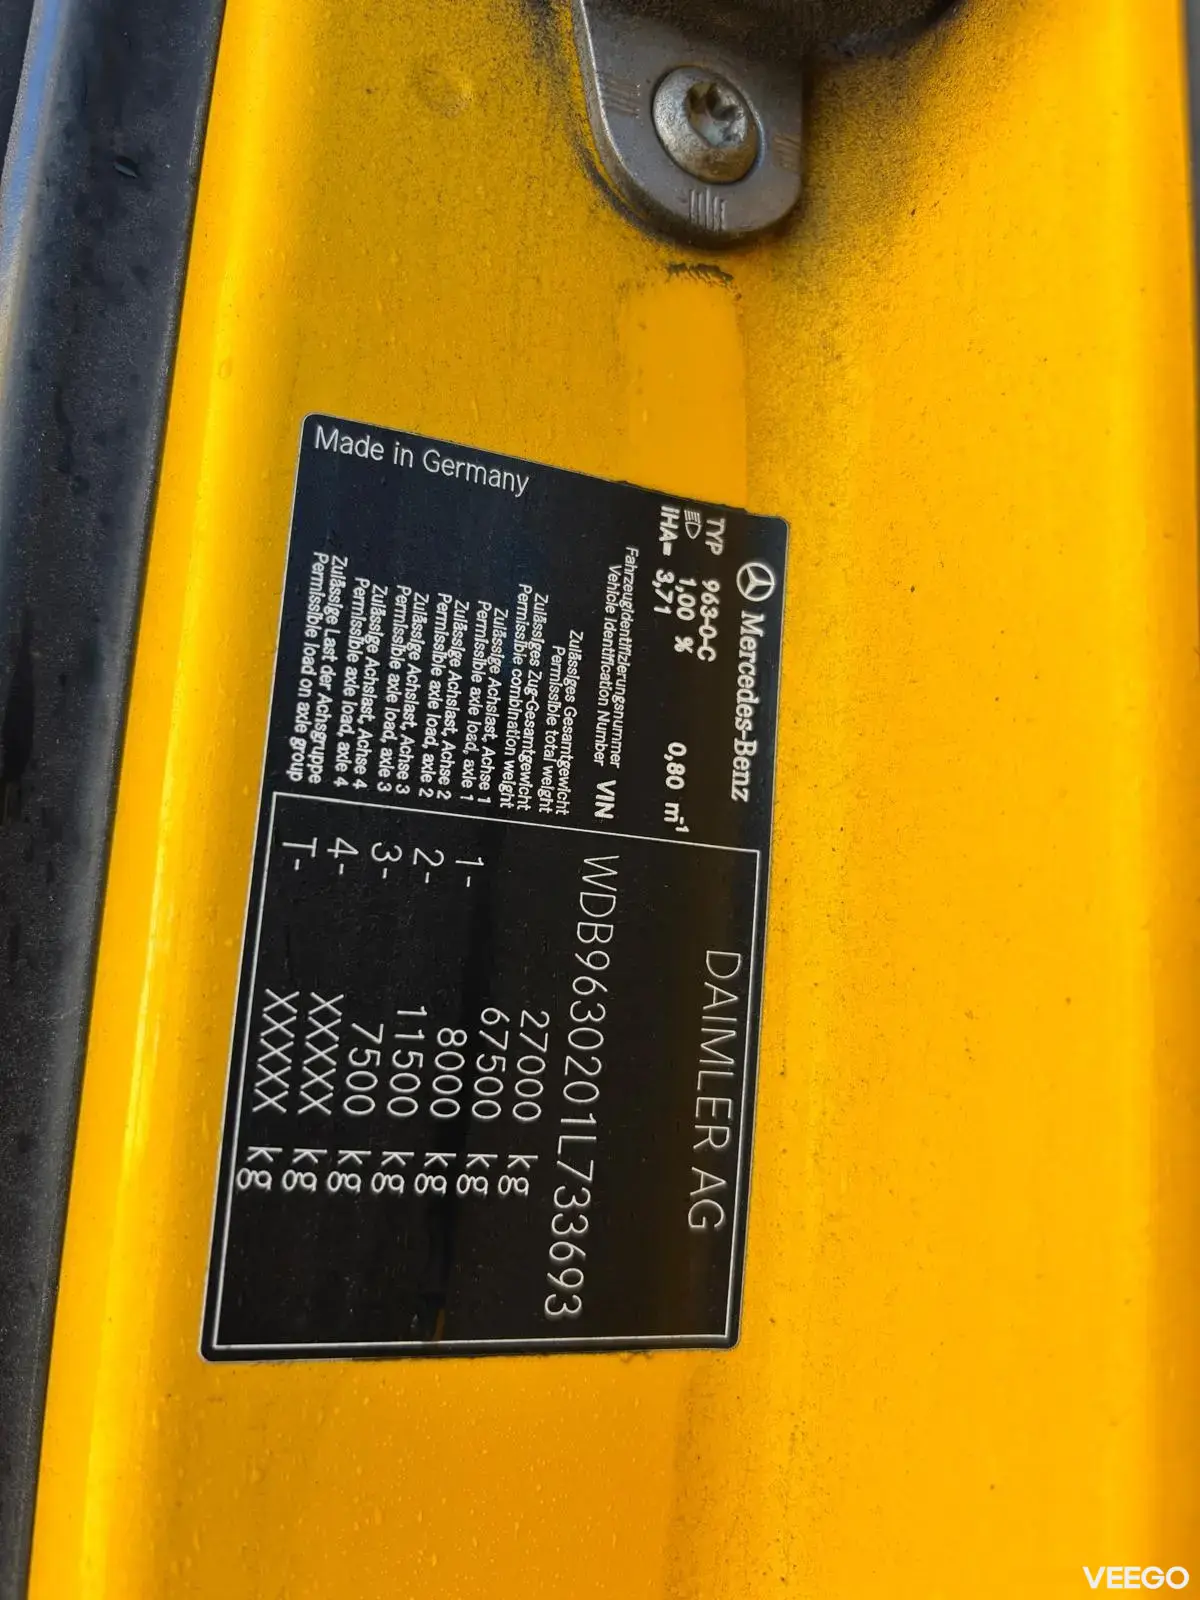 Mercedes-Benz
DAIMLER AG
TYP 963-0-C
1,00 % 0,80 m-1
IHA= 3,71
Fahrzeugidentifizierungsnummer
Vehicle Identification Number VIN WDB9630201L733693
Zulässiges Gesamtgewicht
Permissible total weight 27000 kg
Zulässiges Zug-Gesamtgewicht
Permissible combination weight 67500 kg
Zulässige Achslast, Achse 1
Permissible axle load, axle 1 1- 8000 kg
Zulässige Achslast, Achse 2
Permissible axle load, axle 2 2- 11500 kg
Zulässige Achslast, Achse 3
Permissible axle load, axle 3 3- 7500 kg
Zulässige Achslast, Achse 4
Permissible axle load, axle 4 4- XXXXX kg
Zulässige Last der Achsgruppe
Permissible load on axle group T- XXXXX kg
Made in Germany
VEEGO